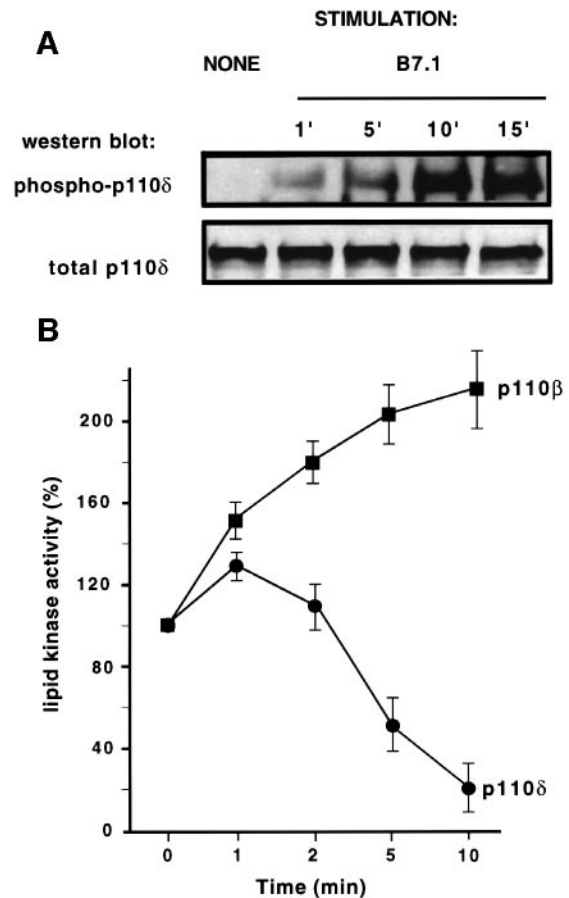 STIMULATION:
A
NONE B7.1
western blot: 1' 5' 10' 15'
phospho-p110δ
total p110δ
B
p110β
200
160
120
80
40
0
lipid kinase activity (%)
p110δ
0 1 2 5 10
Time (min)